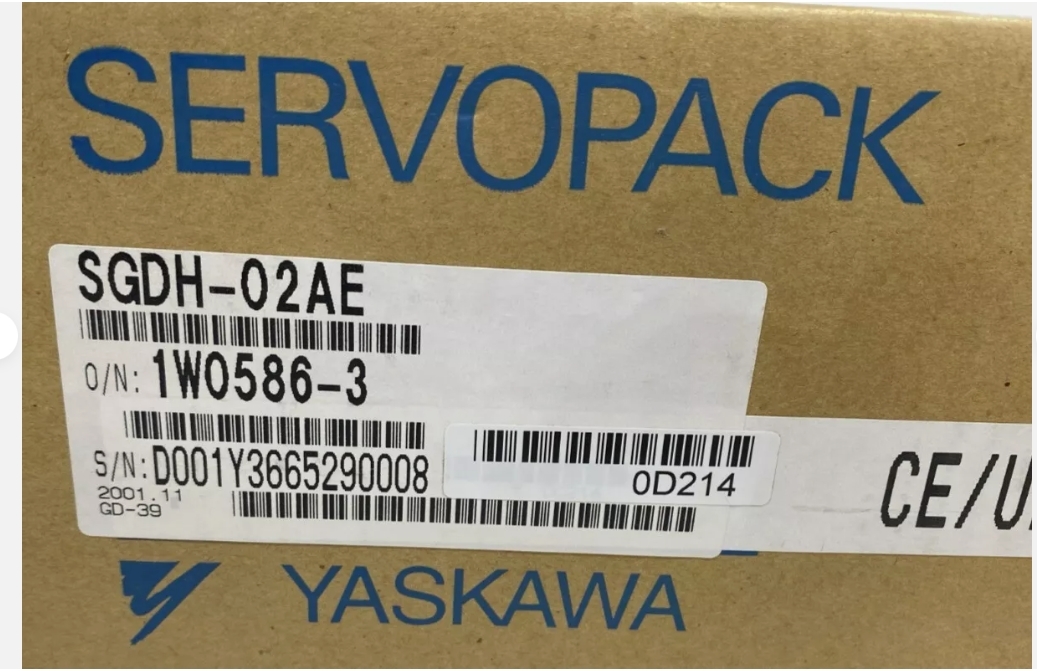 SERVOPACK
SGDH-02AE
O/N: 1W0586-3
S/N: D001Y3665290008
0D214
2001.11
GD-39
CE/U
YASKAWA